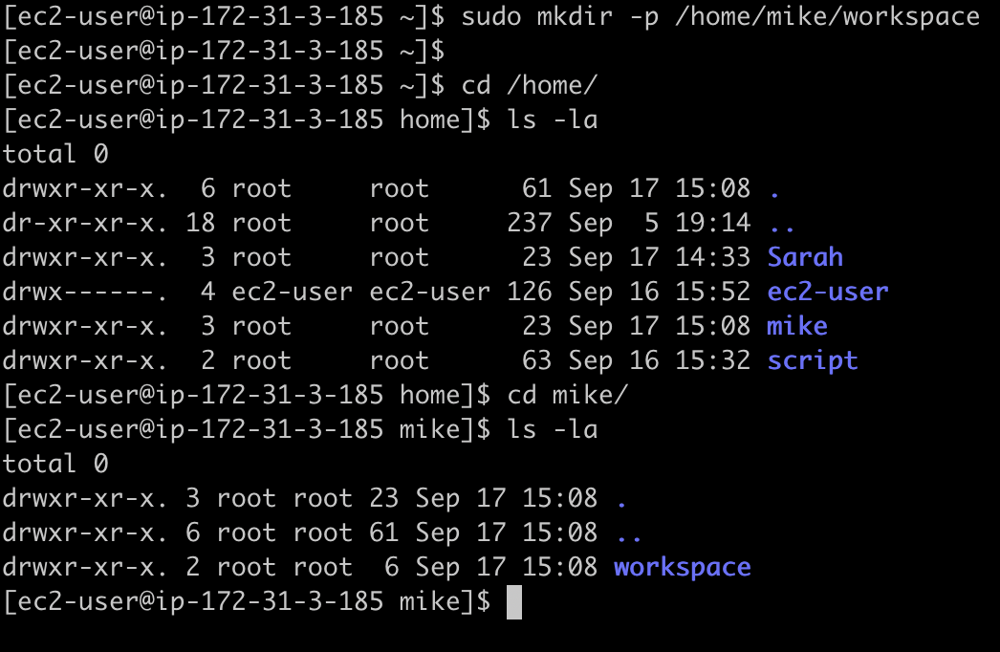 [ec2-user@ip-172-31-3-185 ~]$ sudo mkdir -p /home/mike/workspace
[ec2-user@ip-172-31-3-185 ~]$
[ec2-user@ip-172-31-3-185 ~]$ cd /home/
[ec2-user@ip-172-31-3-185 home]$ ls -la
total 0
drwxr-xr-x.  6 root     root      61 Sep 17 15:08 .
dr-xr-xr-x. 18 root     root     237 Sep  5 19:14 ..
drwxr-xr-x.  3 root     root      23 Sep 17 14:33 Sarah
drwx------.  4 ec2-user ec2-user 126 Sep 16 15:52 ec2-user
drwxr-xr-x.  3 root     root      23 Sep 17 15:08 mike
drwxr-xr-x.  2 root     root      63 Sep 16 15:32 script
[ec2-user@ip-172-31-3-185 home]$ cd mike/
[ec2-user@ip-172-31-3-185 mike]$ ls -la
total 0
drwxr-xr-x. 3 root root 23 Sep 17 15:08 .
drwxr-xr-x. 6 root root 61 Sep 17 15:08 ..
drwxr-xr-x. 2 root root  6 Sep 17 15:08 workspace
[ec2-user@ip-172-31-3-185 mike]$